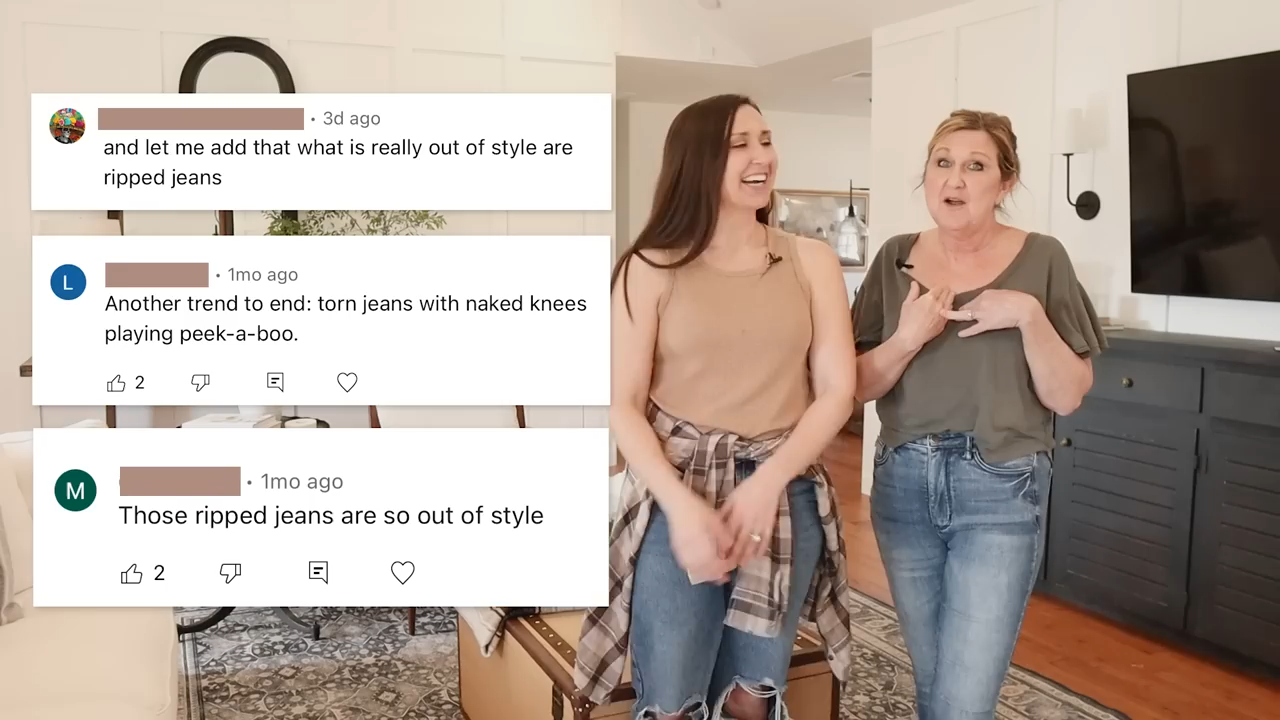 • 3d ago
and let me add that what is really out of style are
ripped jeans
L
• 1mo ago
Another trend to end: torn jeans with naked knees
playing peek-a-boo.
2
M
• 1mo ago
Those ripped jeans are so out of style
2